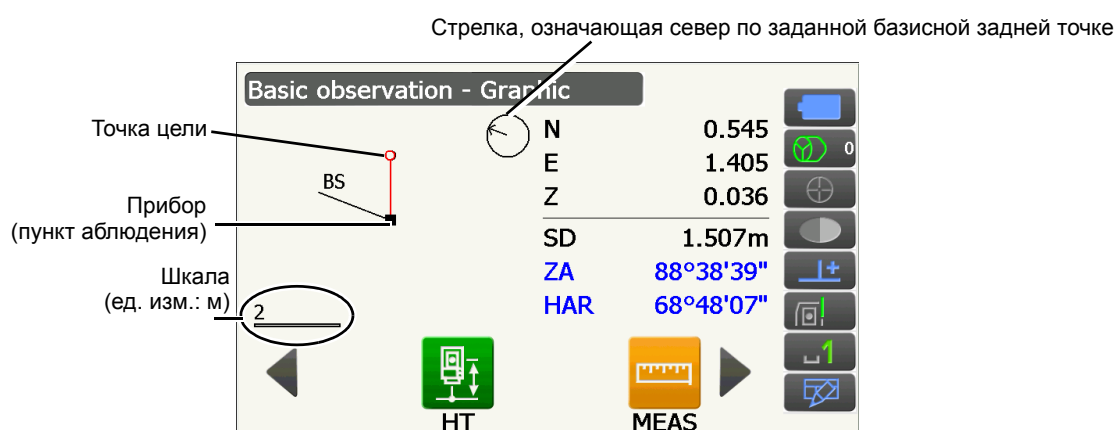 Стрелка, означающая север по заданной базисной задней точке
Basic observation - Graphic
Точка цели
BS
Прибор
(пункт аблюдения)
Шкала
(ед. изм.: м)
2
N 0.545
E 1.405
Z 0.036
SD 1.507m
ZA 88°38'39"
HAR 68°48'07"
0
1
HT
MEAS